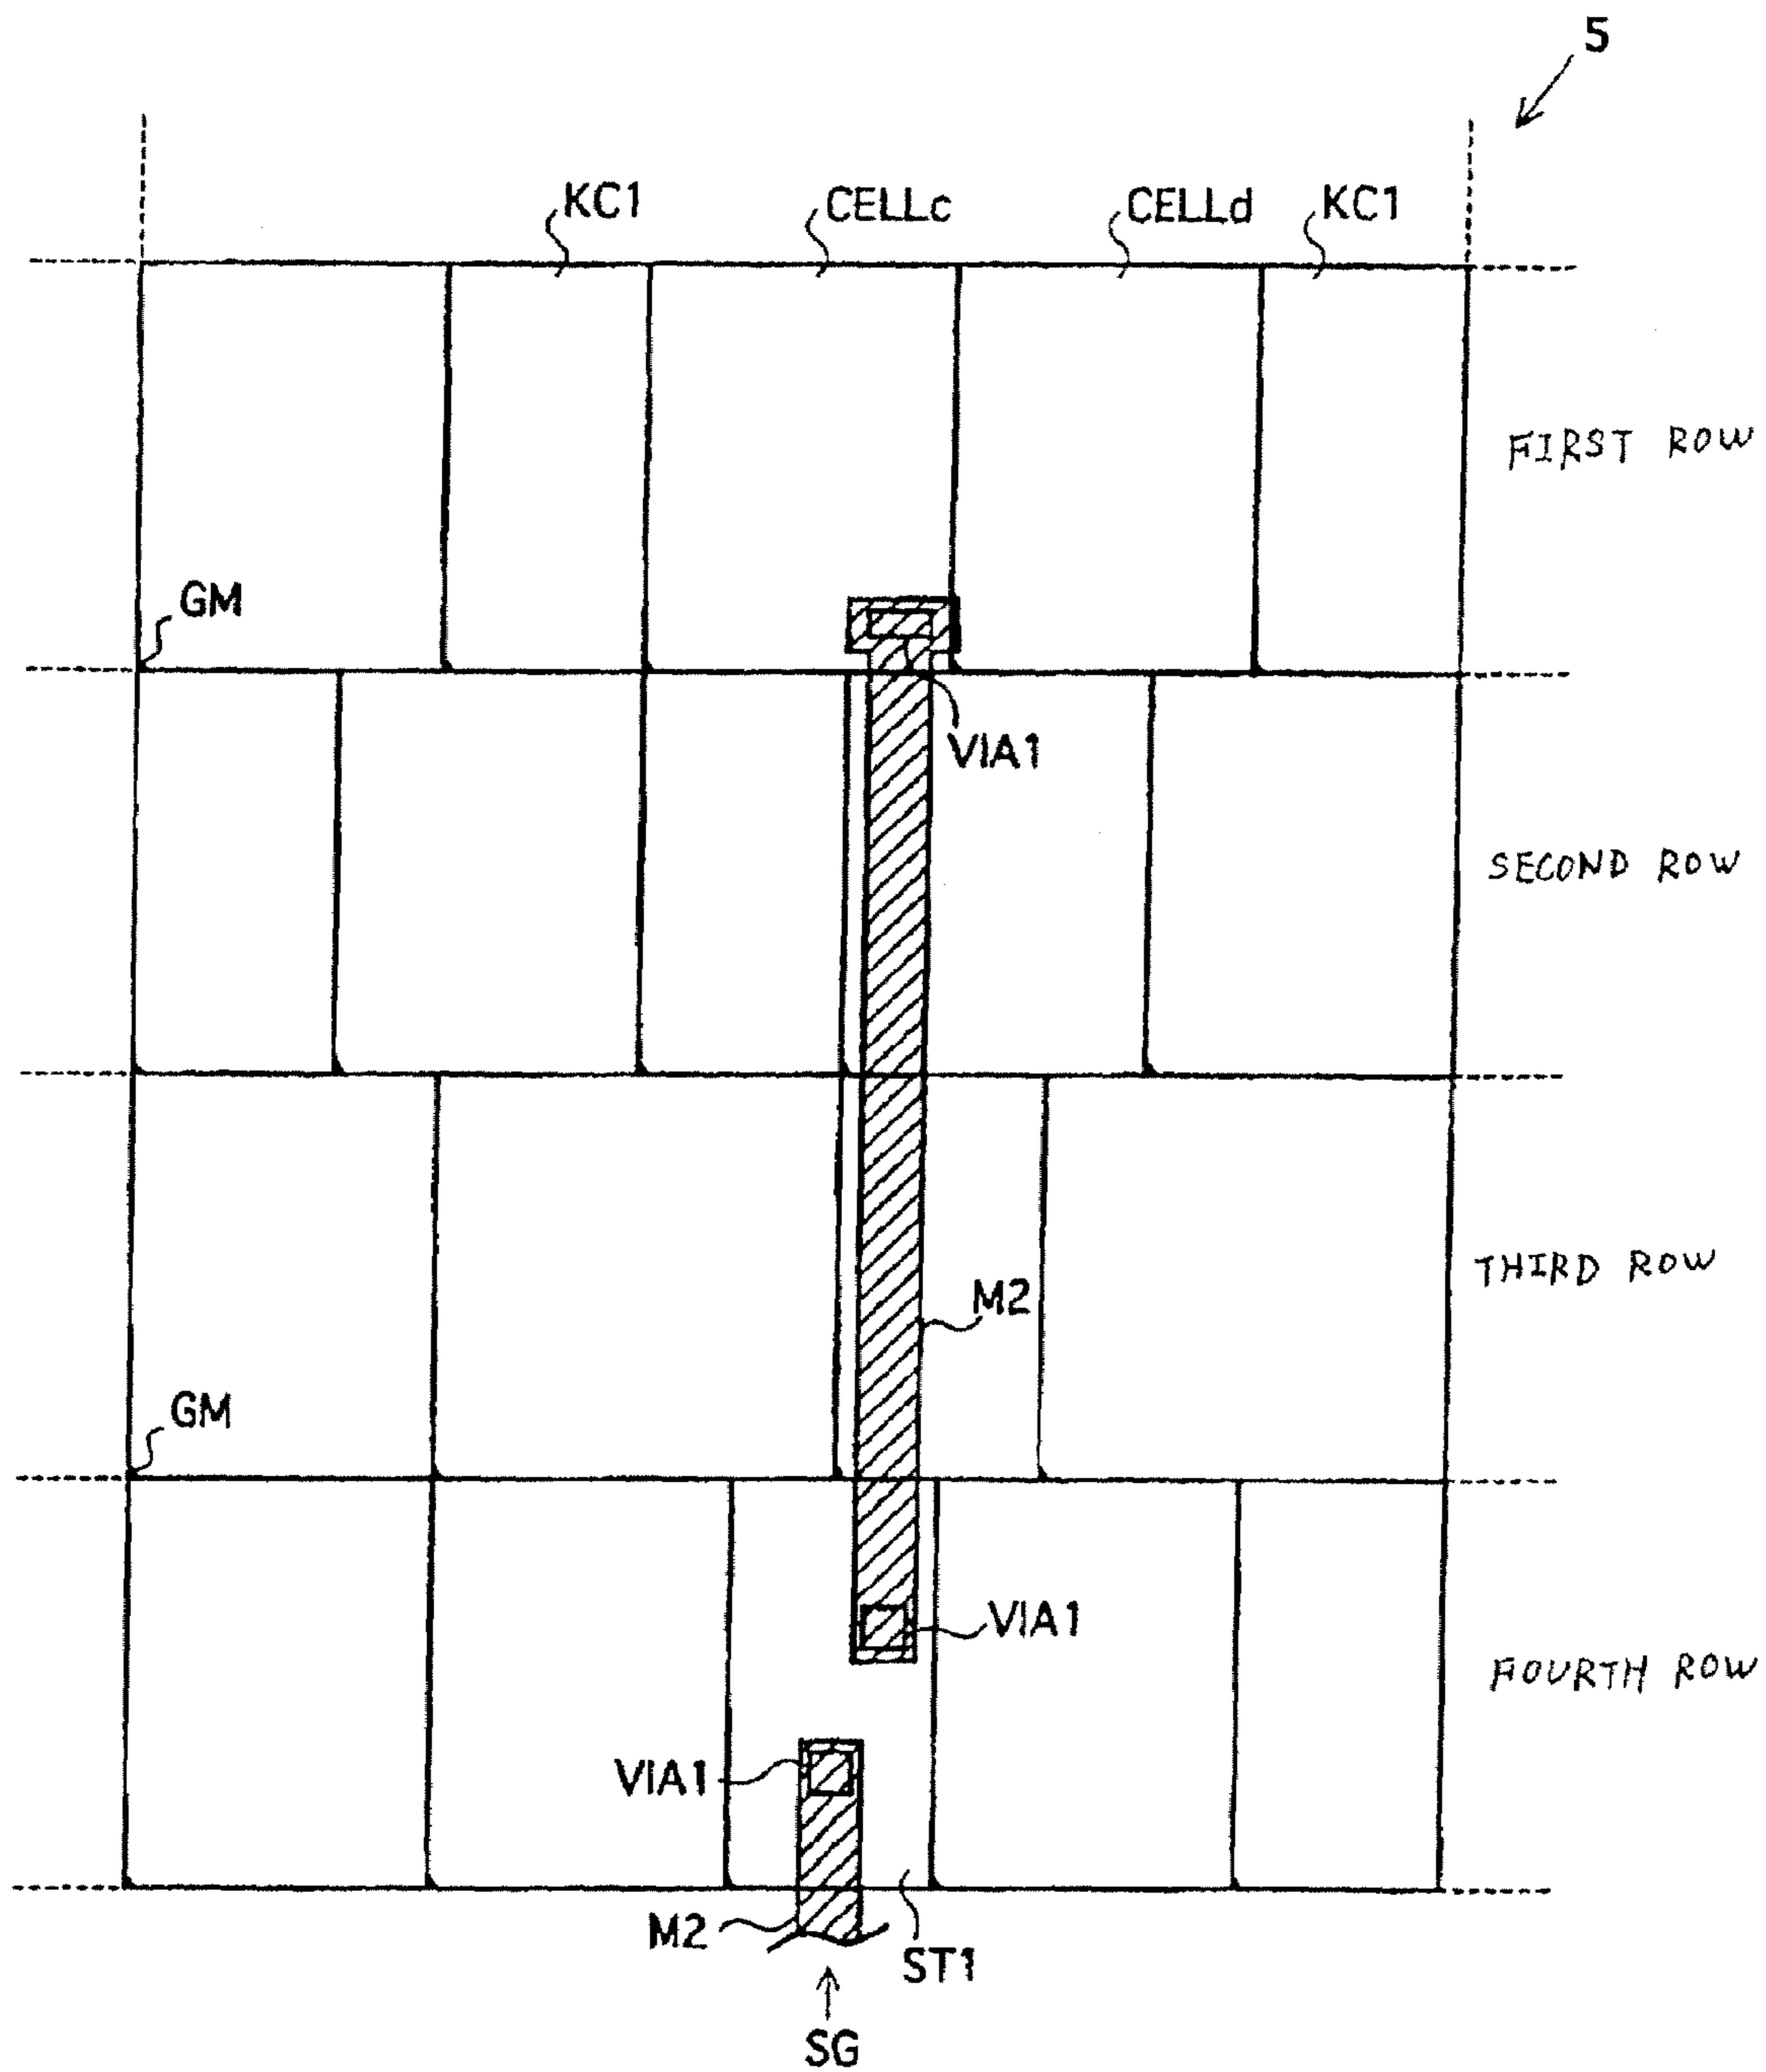 5
KC1
CELLc
CELLd
KC1
FIRST ROW
GM
VIA1
SECOND ROW
M2
THIRD ROW
GM
VIA1
FOURTH ROW
VIA1
M2
ST1
SG